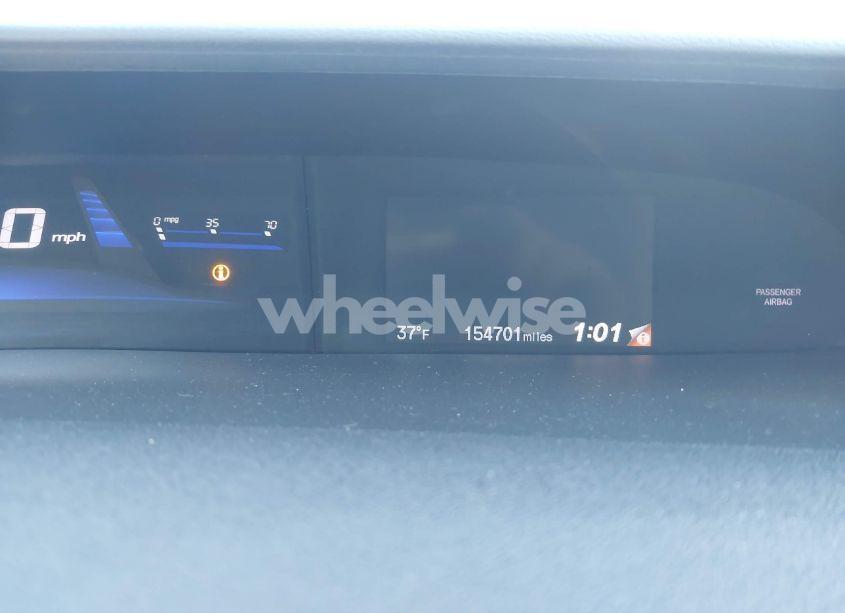 0 mph
0 mpg 35 70
wheelwise
37°F 154701 miles 1:01
PASSENGER
AIRBAG